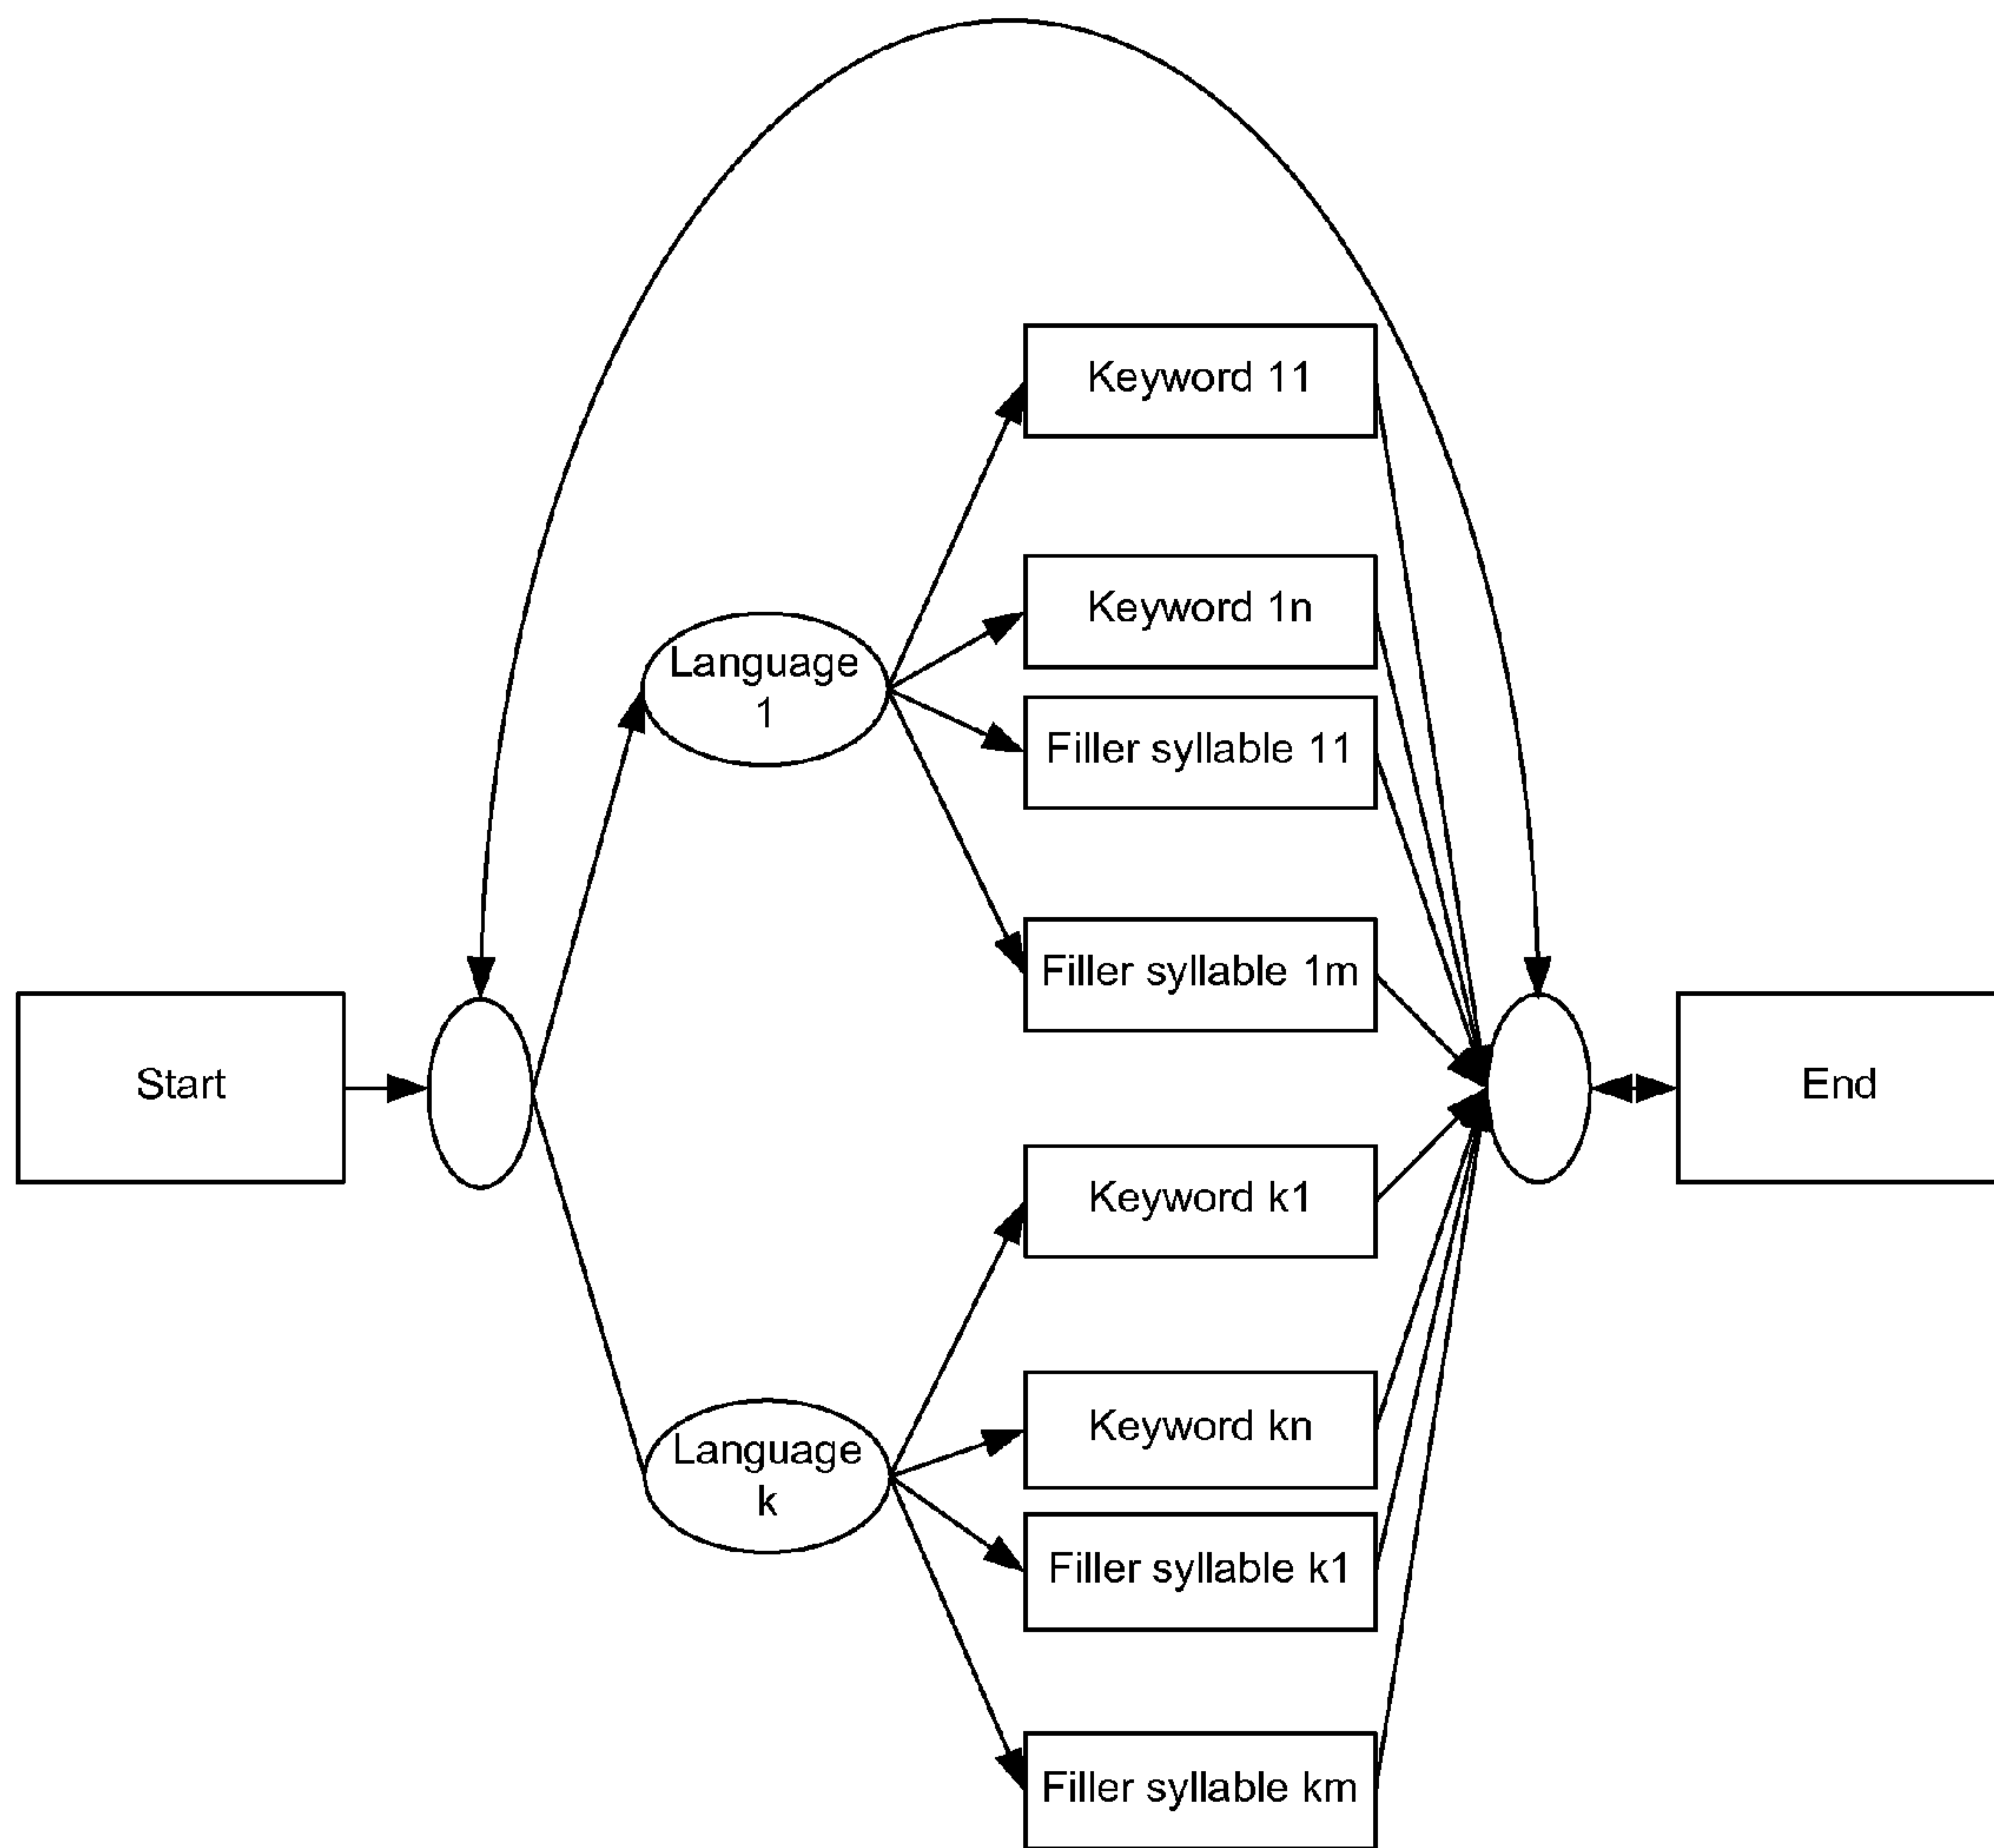 Keyword 11
Keyword 1n
Language
1
Filler syllable 11
Filler syllable 1m
Start
End
Keyword k1
Keyword kn
Language
k
Filler syllable k1
Filler syllable km